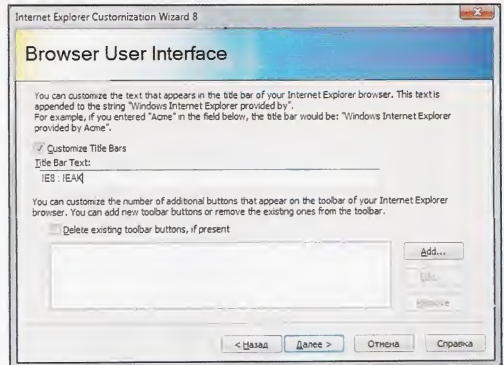 Internet Explorer Customization Wizard 8
Browser User Interface
You can customize the text that appears in the title bar of your Internet Explorer browser. This text is
appended to the string "Windows Internet Explorer provided by".
For example, if you entered "Acme" in the field below, the title bar would be: "Windows Internet Explorer
provided by Acme".
Customize Title Bars
Title Bar Text:
IE8 : IEAK
You can customize the number of additional buttons that appear on the toolbar of your Internet Explorer
browser. You can add new toolbar buttons or remove the existing ones from the toolbar.
Delete existing toolbar buttons, if present
Add...
Remove
< Назад Далее > Отмена Справка